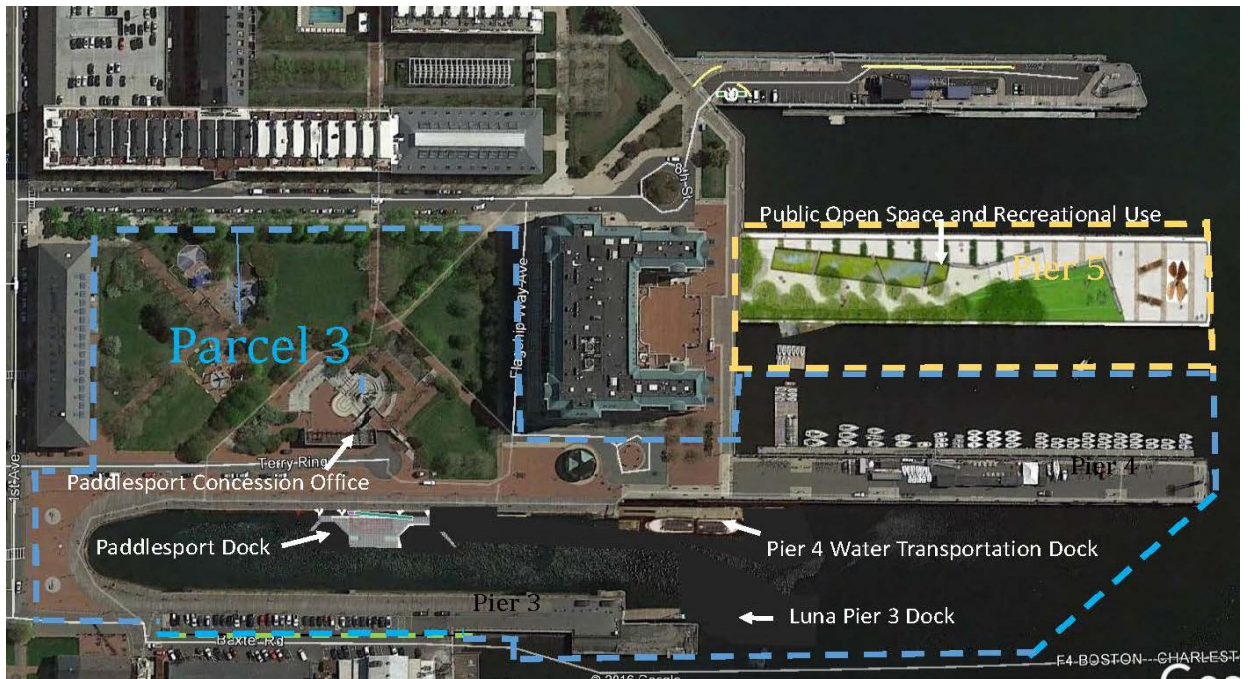 8th St
Public Open Space and Recreational Use
Pier 5
Parcel 3
Flagship Way Ave
1st Ave
Terry Ring
Pier 4
Paddlesport Concession Office
Paddlesport Dock
Pier 4 Water Transportation Dock
Pier 3
Luna Pier 3 Dock
Baxter Rd
F4 BOSTON---CHARLEST
© 2016 Google